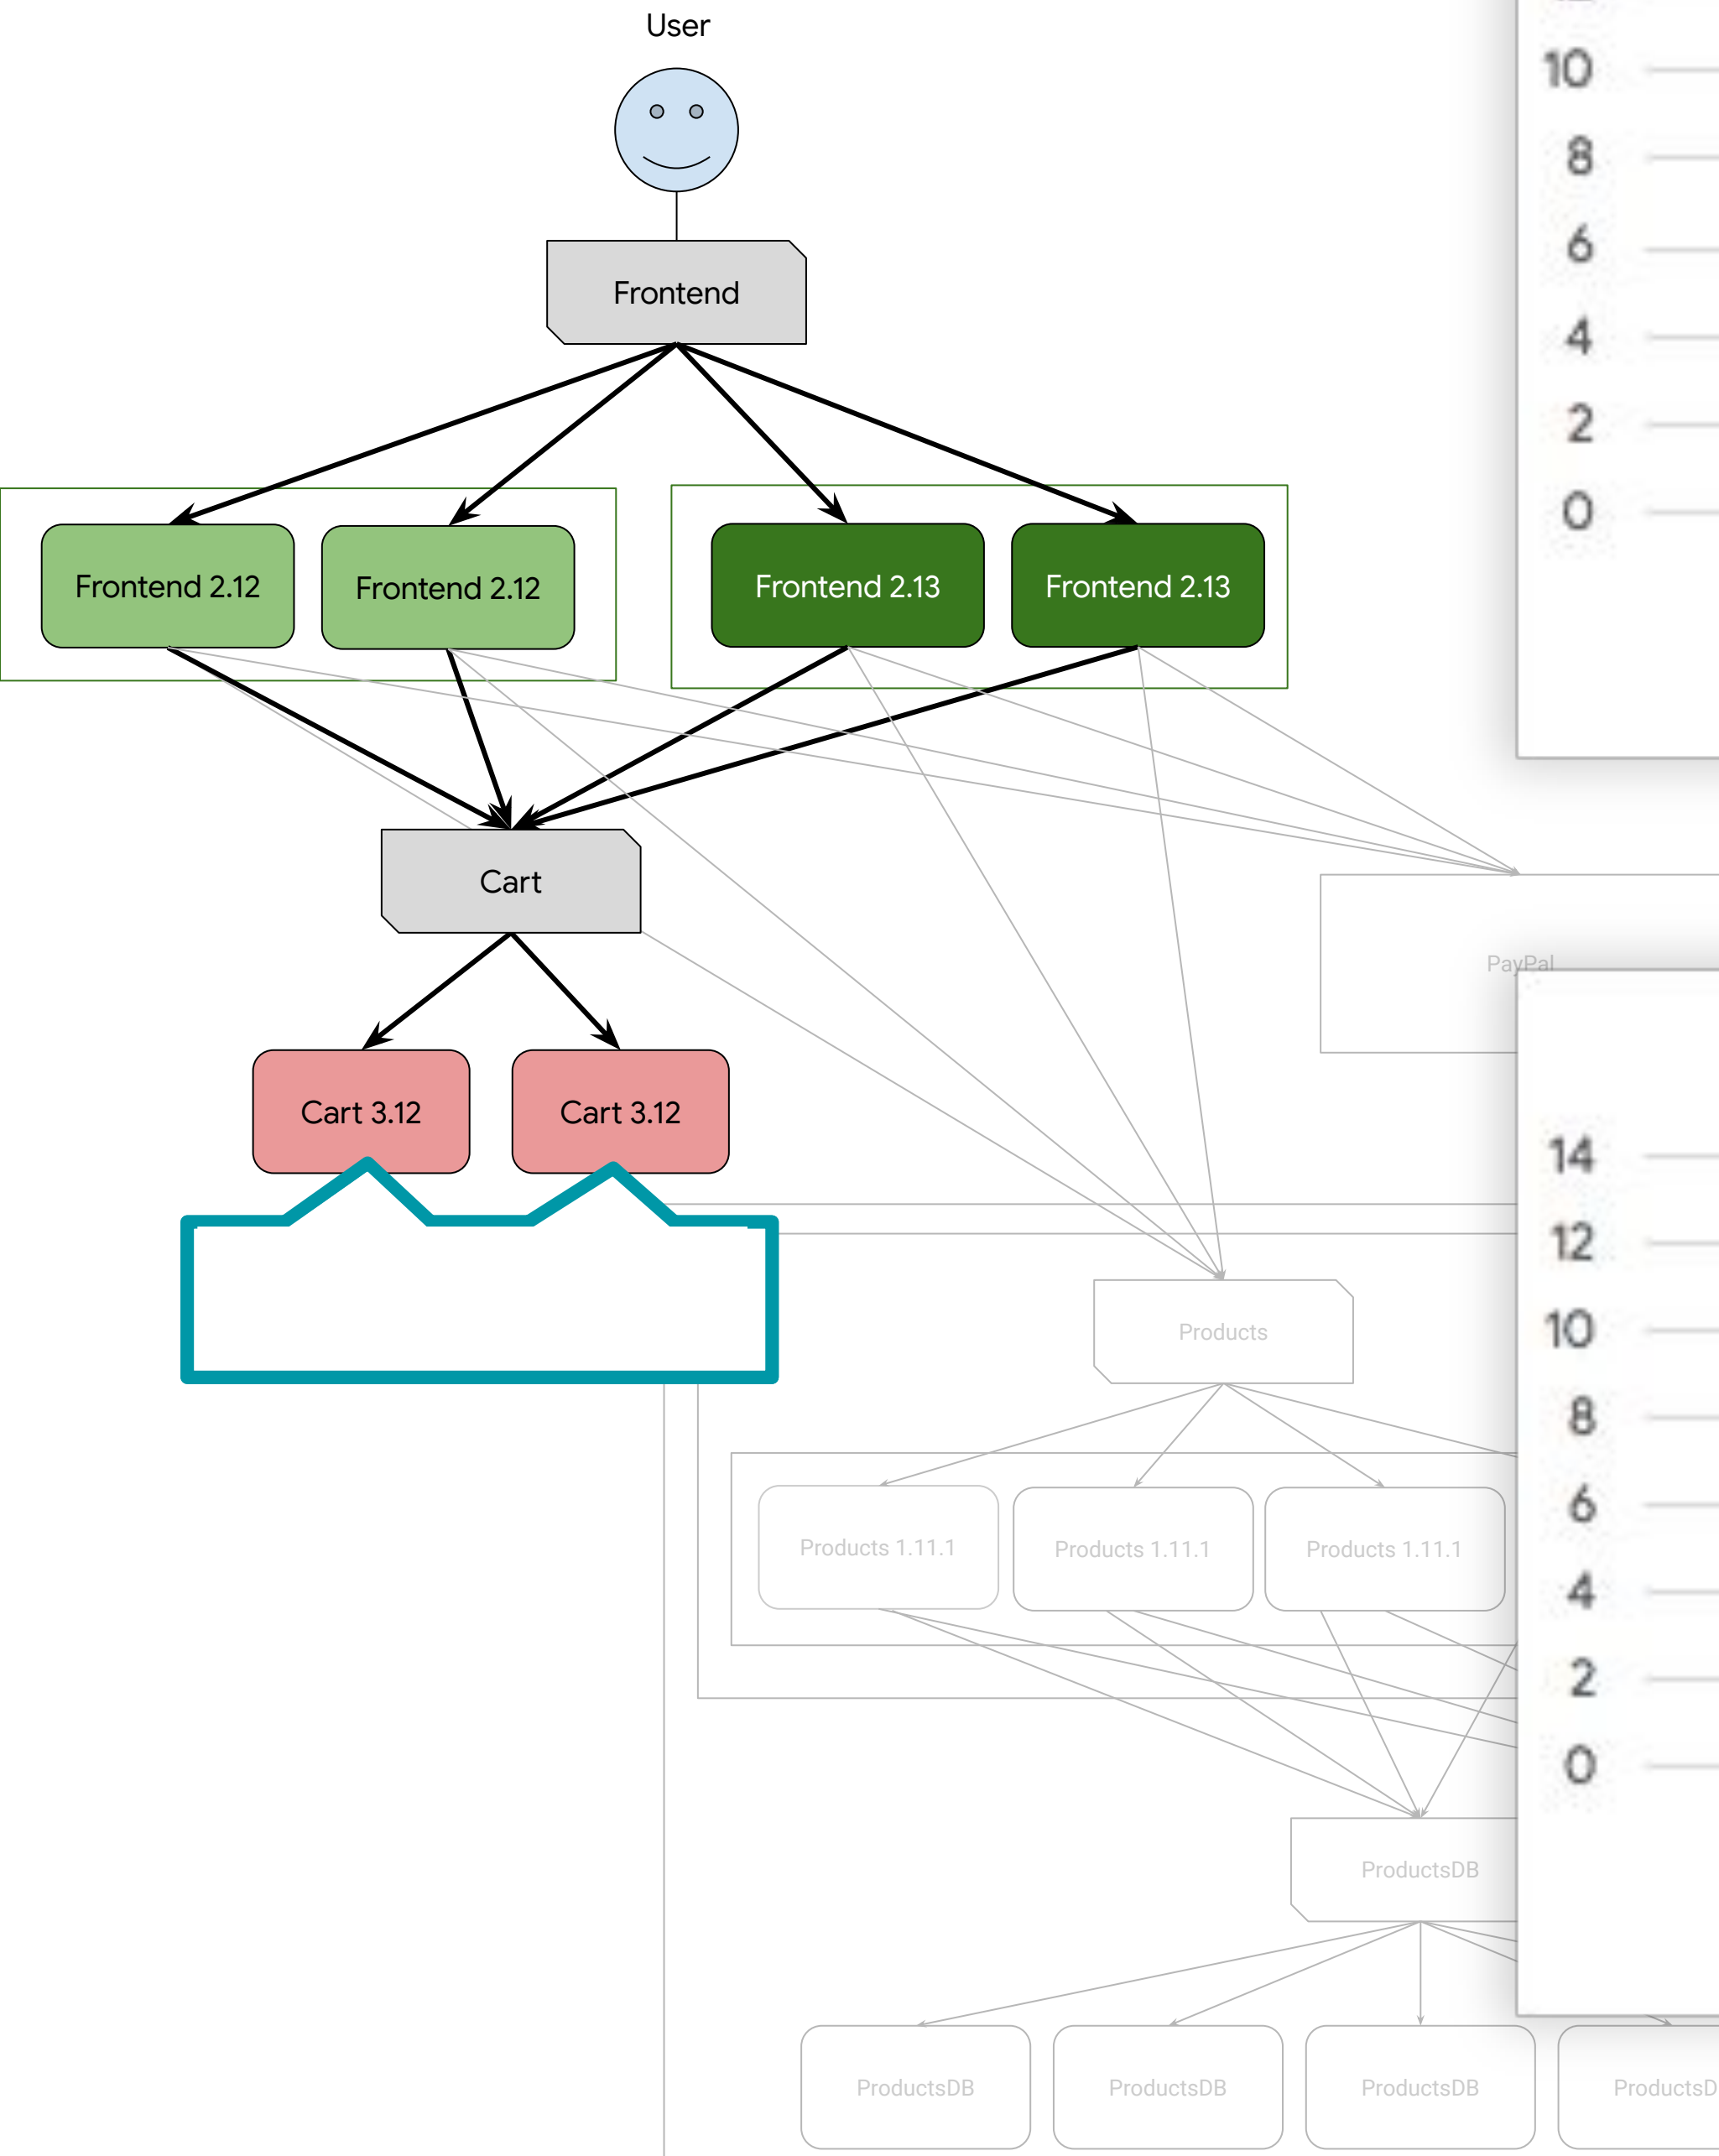 User
10
8
6
4
2
0
Frontend
Frontend 2.12
Frontend 2.12
Frontend 2.13
Frontend 2.13
Cart
PayPal
Cart 3.12
Cart 3.12
14
12
10
8
6
4
2
0
Products
Products 1.11.1
Products 1.11.1
Products 1.11.1
ProductsDB
ProductsDB
ProductsDB
ProductsDB
ProductsD